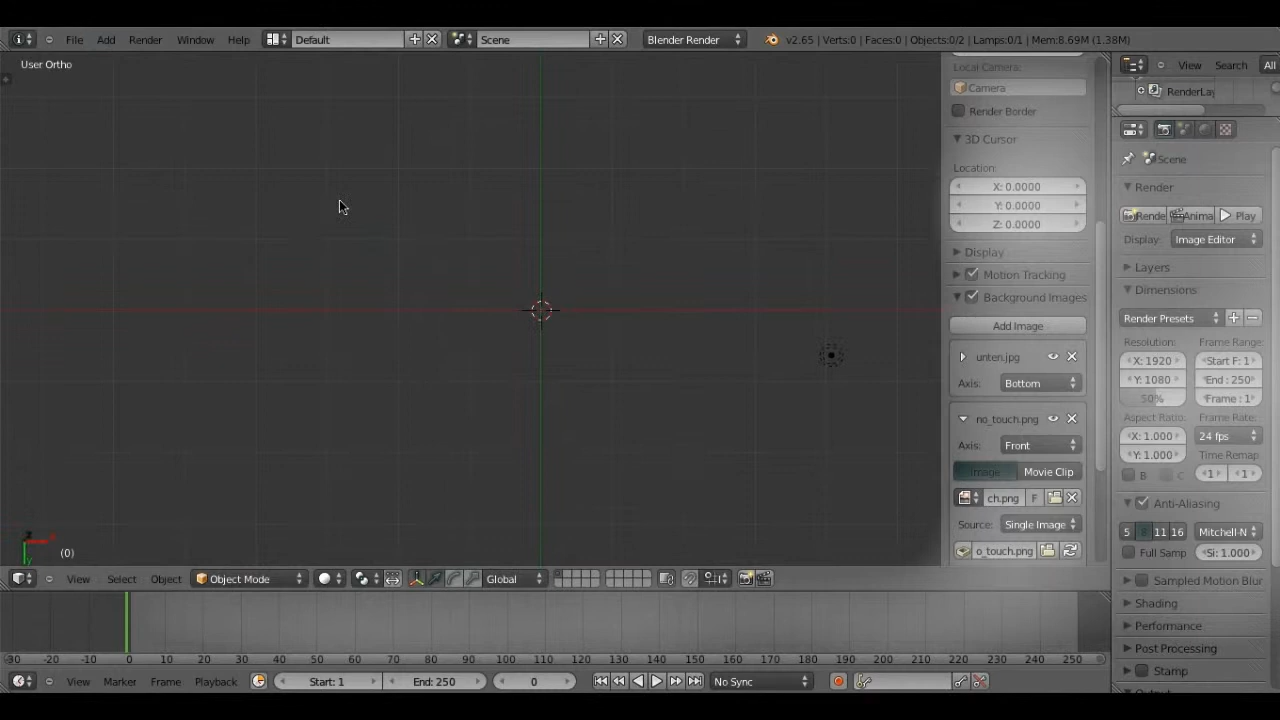 File Add Render Window Help Default Scene Blender Render v2.65 | Verts:0 | Faces:0 | Objects:0/2 | Lamps:0/1 | Mem:8.69M (1.38M)
User Ortho
Local Camera:
Camera
Render Border
3D Cursor
Location:
X: 0.0000
Y: 0.0000
Z: 0.0000
Display
Motion Tracking
Background Images
Add Image
unten.jpg
Axis: Bottom
no_touch.png
Axis: Front
Image Movie Clip
ch.png F
Source: Single Image
o_touch.png
View Search All
RenderLay
Scene
Render
Rende Anima Play
Display: Image Editor
Layers
Dimensions
Render Presets
Resolution: Frame Range:
X: 1920 Start F: 1
Y: 1080 End : 250
50% Frame : 1
Aspect Ratio: Frame Rate:
X: 1.000 24 fps
Y: 1.000 Time Remap
B C 1 1
Anti-Aliasing
5 8 11 16 Mitchell-N
Full Samp Si: 1.000
Sampled Motion Blur
Shading
Performance
Post Processing
Stamp
z x
y
(0)
View Select Object Object Mode Global
-30 -20 -10 0 10 20 30 40 50 60 70 80 90 100 110 120 130 140 150 160 170 180 190 200 210 220 230 240 250
View Marker Frame Playback Start: 1 End: 250 0 No Sync